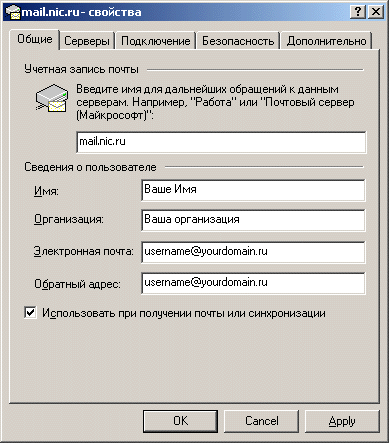 mail.nic.ru- свойства
Общие Серверы Подключение Безопасность Дополнительно
Учетная запись почты
Введите имя для дальнейших обращений к данным
серверам. Например, "Работа" или "Почтовый сервер
(Майкрософт)":
mail.nic.ru
Сведения о пользователе
Имя: Ваше Имя
Организация: Ваша организация
Электронная почта: username@yourdomain.ru
Обратный адрес: username@yourdomain.ru
Использовать при получении почты или синхронизации
OK Cancel Apply